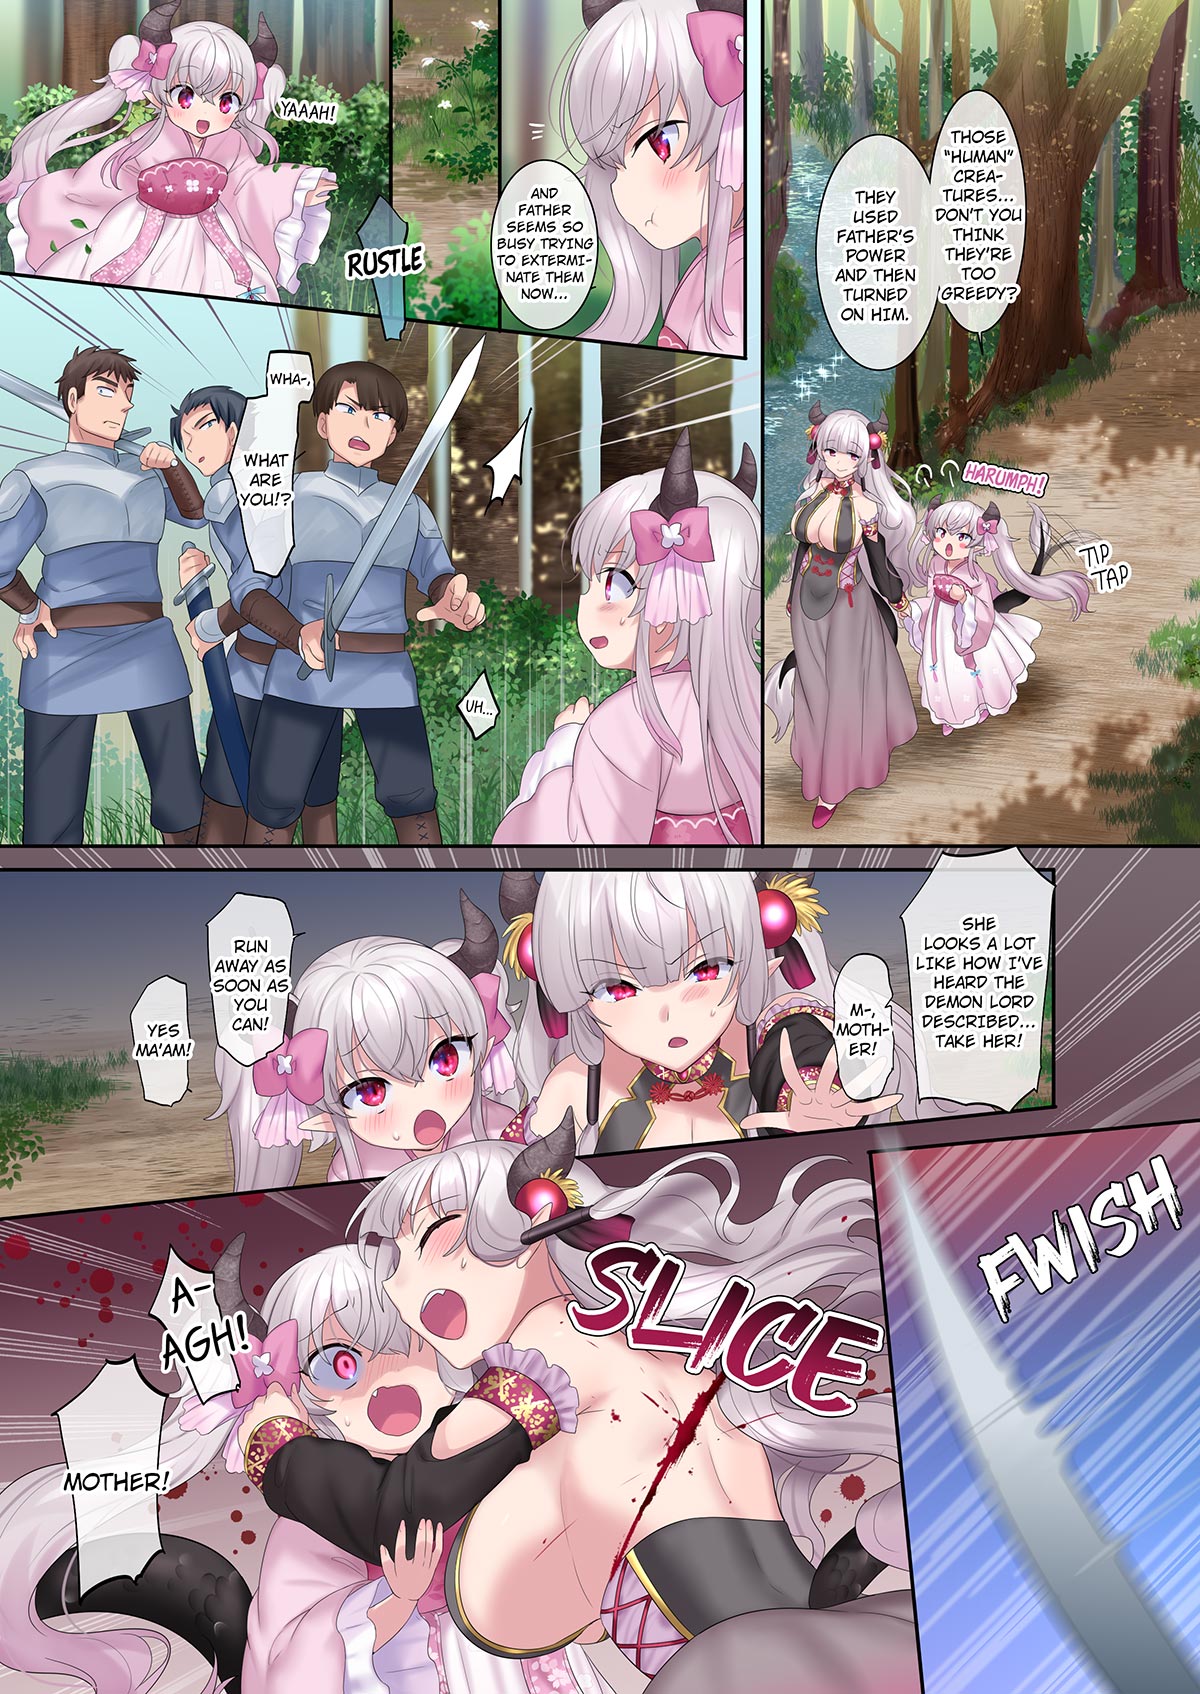 THOSE
"HUMAN"
CREA-
TURES...
DON'T YOU
THINK
THEY'RE
TOO
GREEDY?
THEY
USED
FATHER'S
POWER
AND THEN
TURNED
ON HIM.
HARUMPH!
TIP
TAP
AND
FATHER
SEEMS SO
BUSY TRYING
TO EXTERMI-
NATE THEM
NOW...
RUSTLE
YAAAH!
WHA-,
WHAT
ARE
YOU!?
UH...
SHE
LOOKS A LOT
LIKE HOW I'VE
HEARD THE
DEMON LORD
DESCRIBED...
TAKE HER!
M-,
MOTH-
ER!
RUN
AWAY AS
SOON AS
YOU
CAN!
YES
MA'AM!
FWISH
SLICE
A-
AGH!
MOTHER!